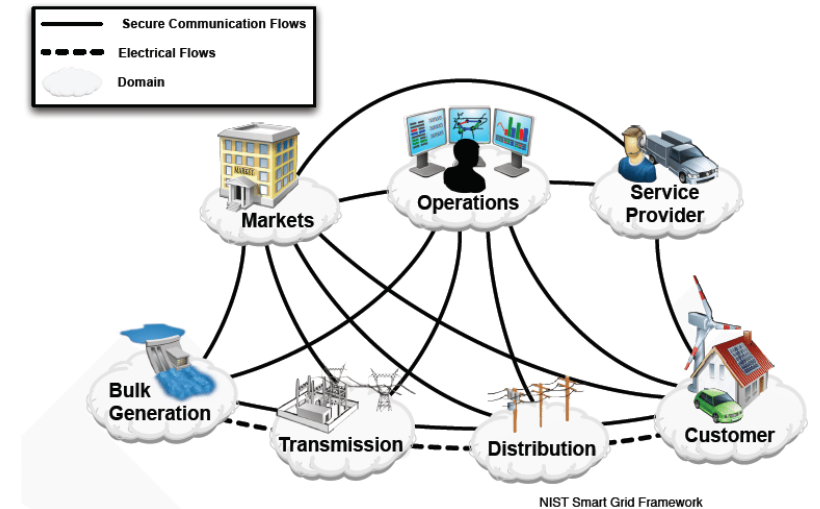 Secure Communication Flows
Electrical Flows
Domain
MARKET
Markets
Operations
Service
Provider
Bulk
Generation
Transmission
Distribution
Customer
NIST Smart Grid Framework